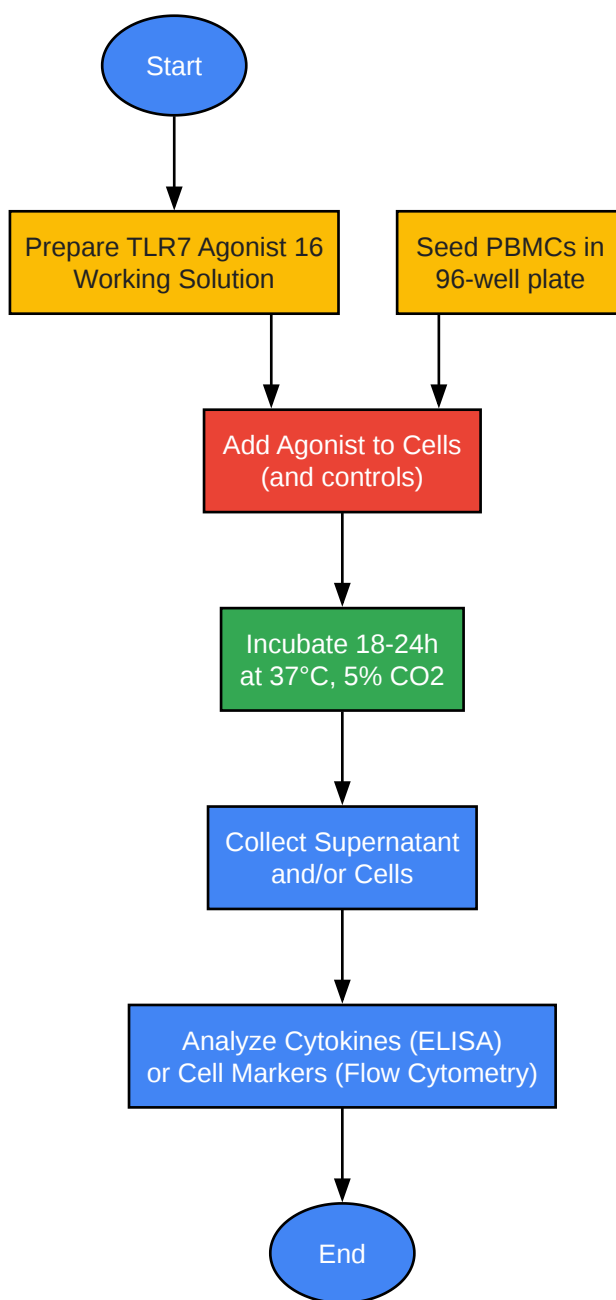 Start
Prepare TLR7 Agonist 16
Working Solution
Seed PBMCs in
96-well plate
Add Agonist to Cells
(and controls)
Incubate 18-24h
at 37°C, 5% CO2
Collect Supernatant
and/or Cells
Analyze Cytokines (ELISA)
or Cell Markers (Flow Cytometry)
End